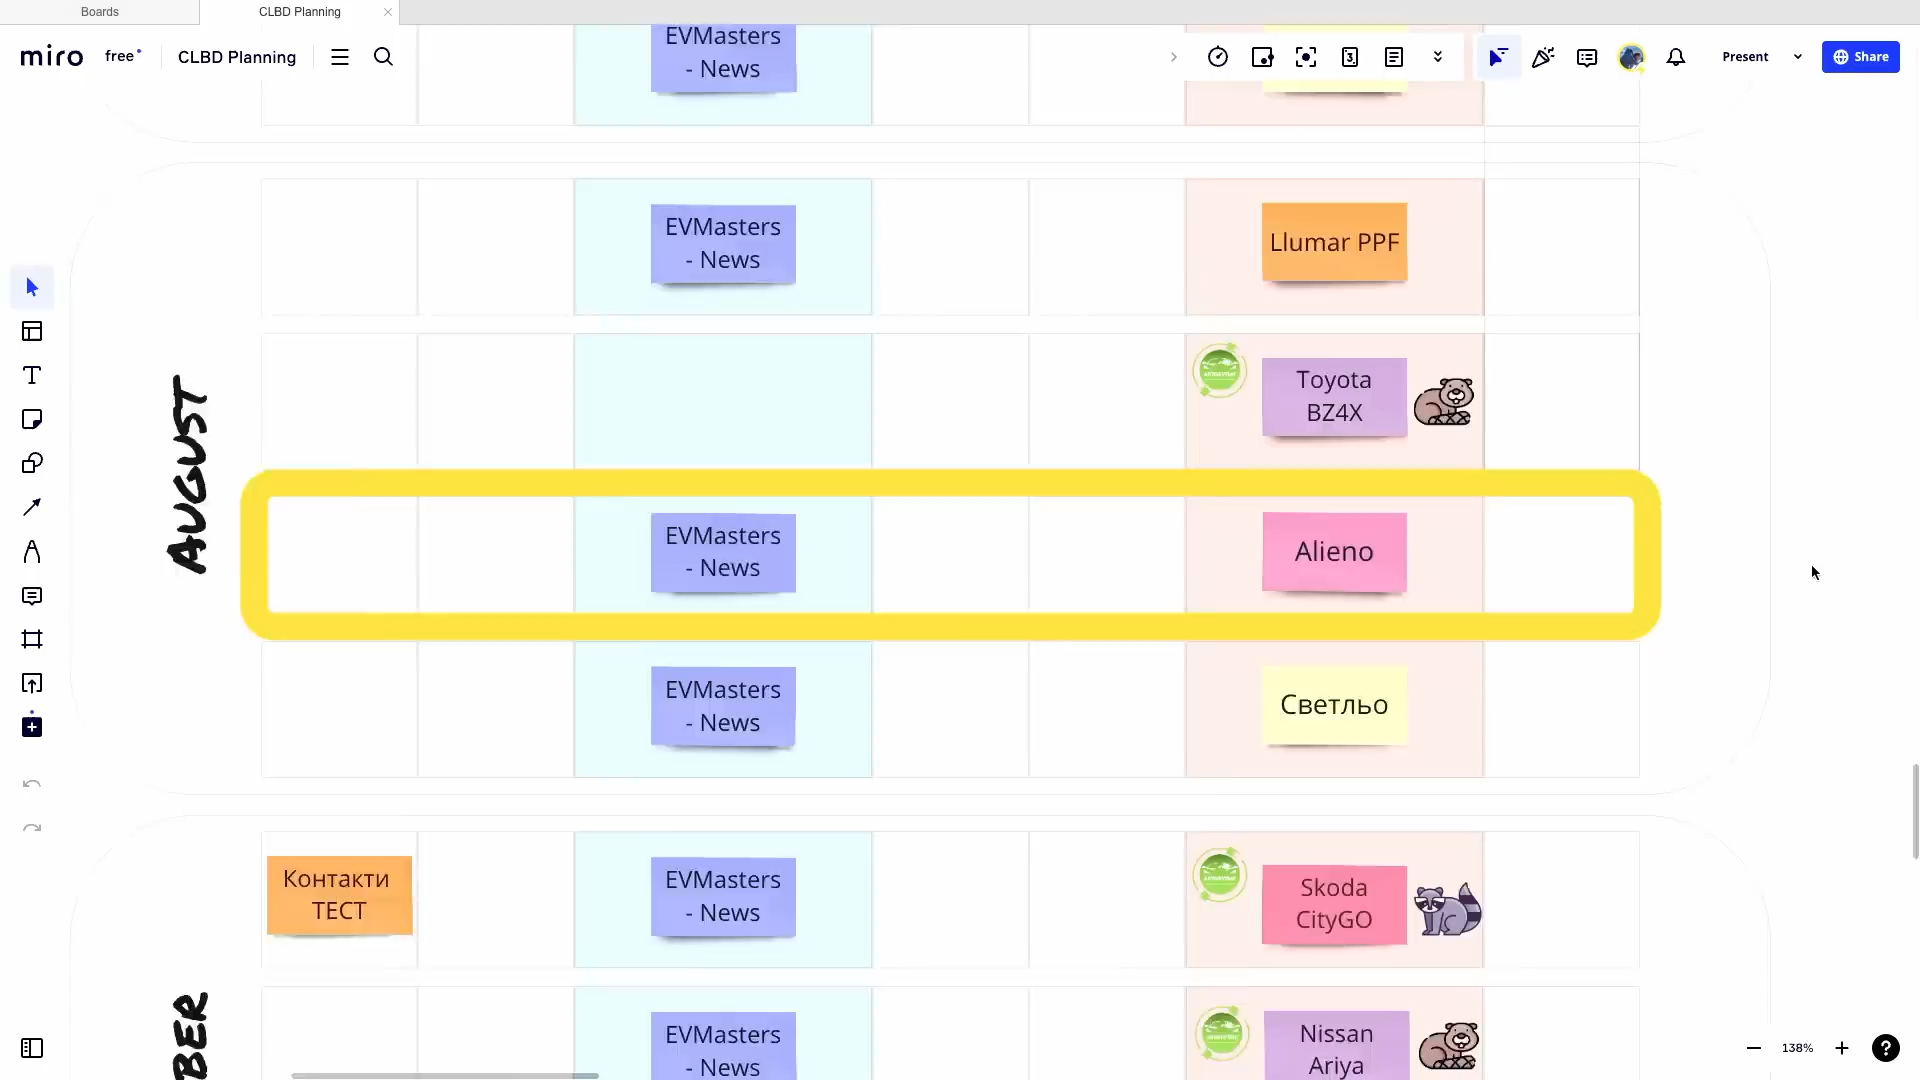 Boards
CLBD Planning
miro
free
CLBD Planning
Present
Share
EVMasters
- News
AUGUST
EVMasters
- News
Llumar PPF
Toyota
BZ4X
EVMasters
- News
Alieno
EVMasters
- News
Светльо
Контакти
ТЕСТ
EVMasters
- News
Skoda
CityGO
BER
EVMasters
- News
Nissan
Ariya
138%